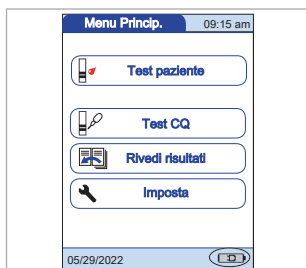 Menu Princip. 09:15 am
Test paziente
Test CQ
Rivedi risultati
Imposta
05/29/2022